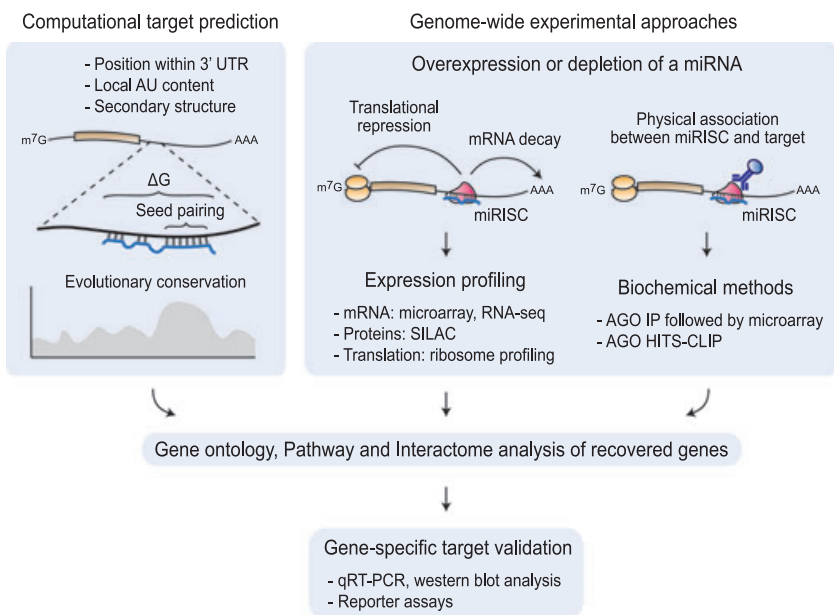 Computational target prediction
- Position within 3' UTR
- Local AU content
- Secondary structure
m7G
AAA
ΔG
Seed pairing
Evolutionary conservation
Genome-wide experimental approaches
Overexpression or depletion of a miRNA
Translational
repression
mRNA decay
m7G
AAA
miRISC
Expression profiling
- mRNA: microarray, RNA-seq
- Proteins: SILAC
- Translation: ribosome profiling
Physical association
between miRISC and target
m7G
AAA
miRISC
Biochemical methods
- AGO IP followed by microarray
- AGO HITS-CLIP
Gene ontology, Pathway and Interactome analysis of recovered genes
Gene-specific target validation
- qRT-PCR, western blot analysis
- Reporter assays